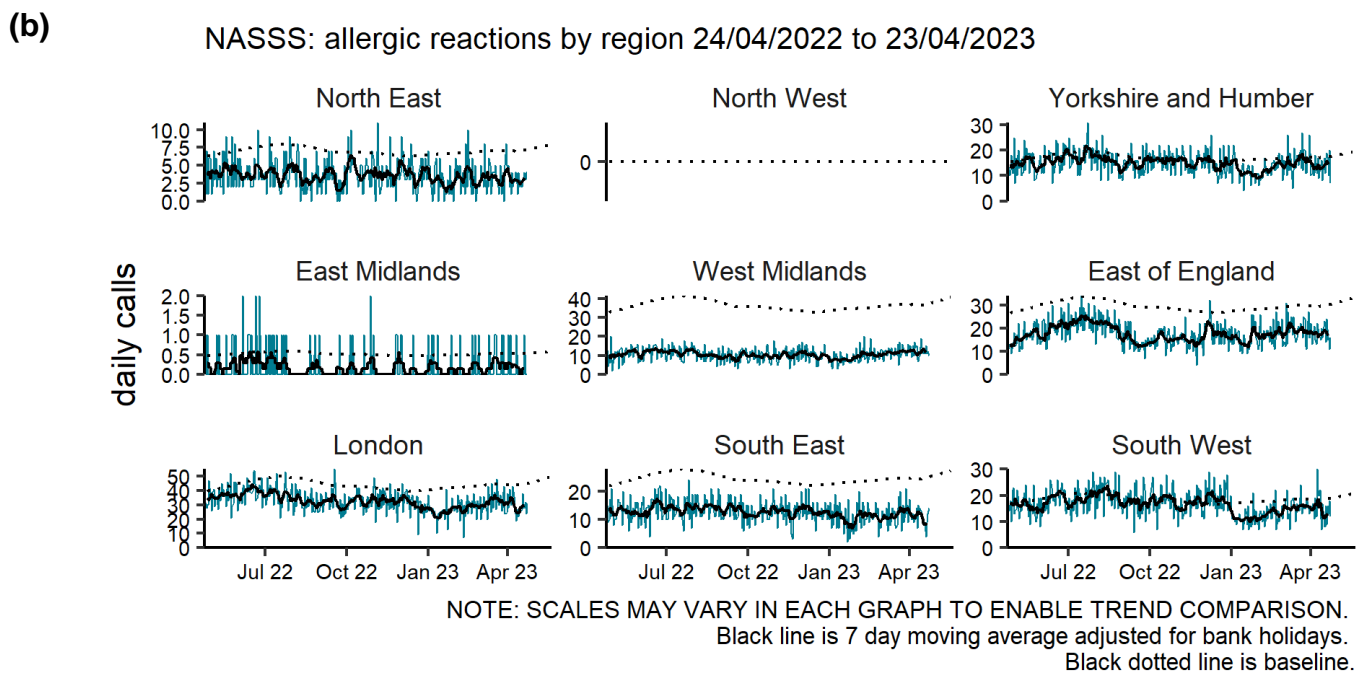 (b)
NASSS: allergic reactions by region 24/04/2022 to 23/04/2023
daily calls
North East
10.0
7.5
5.0
2.5
0.0
North West
0
Yorkshire and Humber
30
20
10
0
East Midlands
2.0
1.5
1.0
0.5
0.0
West Midlands
40
30
20
10
0
East of England
30
20
10
0
London
50
40
30
20
10
0
Jul 22 Oct 22 Jan 23 Apr 23
South East
20
10
0
Jul 22 Oct 22 Jan 23 Apr 23
South West
30
20
10
0
Jul 22 Oct 22 Jan 23 Apr 23
NOTE: SCALES MAY VARY IN EACH GRAPH TO ENABLE TREND COMPARISON.
Black line is 7 day moving average adjusted for bank holidays.
Black dotted line is baseline.